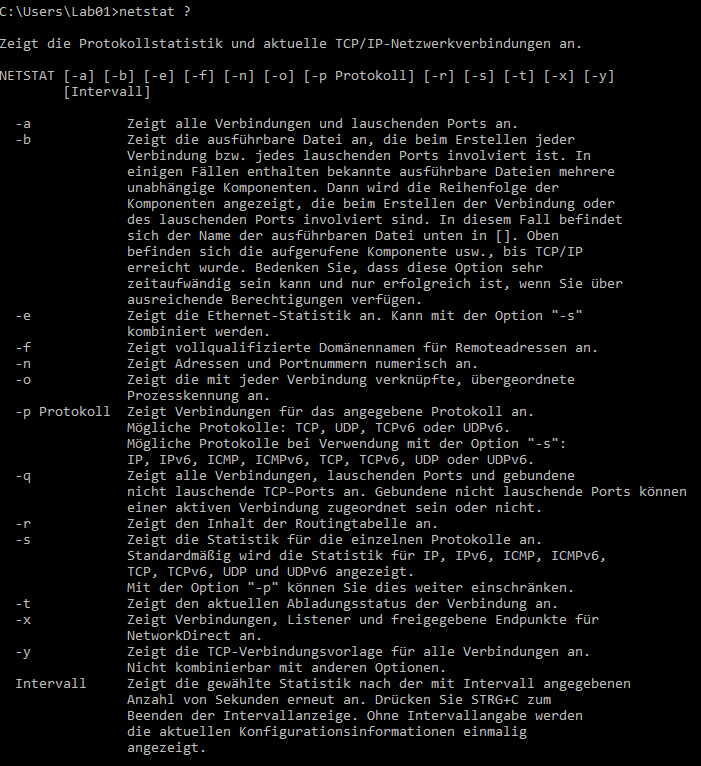 C:\Users\Lab01>netstat ?
Zeigt die Protokollstatistik und aktuelle TCP/IP-Netzwerkverbindungen an.
NETSTAT [-a] [-b] [-e] [-f] [-n] [-o] [-p Protokoll] [-r] [-s] [-t] [-x] [-y]
[Intervall]
-a Zeigt alle Verbindungen und lauschenden Ports an.
-b Zeigt die ausführbare Datei an, die beim Erstellen jeder
Verbindung bzw. jedes lauschenden Ports involviert ist. In
einigen Fällen enthalten bekannte ausführbare Dateien mehrere
unabhängige Komponenten. Dann wird die Reihenfolge der
Komponenten angezeigt, die beim Erstellen der Verbindung oder
des lauschenden Ports involviert sind. In diesem Fall befindet
sich der Name der ausführbaren Datei unten in []. Oben
befinden sich die aufgerufene Komponente usw., bis TCP/IP
erreicht wurde. Bedenken Sie, dass diese Option sehr
zeitaufwändig sein kann und nur erfolgreich ist, wenn Sie über
ausreichende Berechtigungen verfügen.
-e Zeigt die Ethernet-Statistik an. Kann mit der Option "-s"
kombiniert werden.
-f Zeigt vollqualifizierte Domänennamen für Remoteadressen an.
-n Zeigt Adressen und Portnummern numerisch an.
-o Zeigt die mit jeder Verbindung verknüpfte, übergeordnete
Prozesskennung an.
-p Protokoll Zeigt Verbindungen für das angegebene Protokoll an.
Mögliche Protokolle: TCP, UDP, TCPv6 oder UDPv6.
Mögliche Protokolle bei Verwendung mit der Option "-s":
IP, IPv6, ICMP, ICMPv6, TCP, TCPv6, UDP oder UDPv6.
-q Zeigt alle Verbindungen, lauschenden Ports und gebundene
nicht lauschende TCP-Ports an. Gebundene nicht lauschende Ports können
einer aktiven Verbindung zugeordnet sein oder nicht.
-r Zeigt den Inhalt der Routingtabelle an.
-s Zeigt die Statistik für die einzelnen Protokolle an.
Standardmäßig wird die Statistik für IP, IPv6, ICMP, ICMPv6,
TCP, TCPv6, UDP und UDPv6 angezeigt.
Mit der Option "-p" können Sie dies weiter einschränken.
-t Zeigt den aktuellen Abladungsstatus der Verbindung an.
-x Zeigt Verbindungen, Listener und freigegebene Endpunkte für
NetworkDirect an.
-y Zeigt die TCP-Verbindungsvorlage für alle Verbindungen an.
Nicht kombinierbar mit anderen Optionen.
Intervall Zeigt die gewählte Statistik nach der mit Intervall angegebenen
Anzahl von Sekunden erneut an. Drücken Sie STRG+C zum
Beenden der Intervallanzeige. Ohne Intervallangabe werden
die aktuellen Konfigurationsinformationen einmalig
angezeigt.